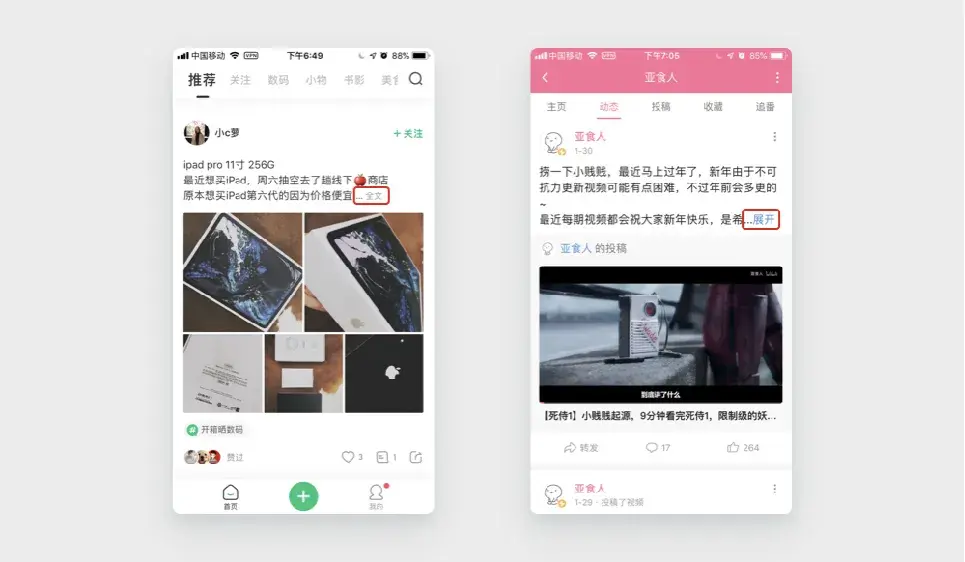 中国移动 VPN 下午6:49 88%
推荐 关注 数码 小物 书影 美食
小c萝
+关注
ipad pro 11寸 256G
最近想买iPad，周六抽空去了趟线下🍎商店
原本想买iPad第六代的因为价格便宜... 全文
开箱晒数码
赞过 3 1
首页 我的
中国移动 VPN 下午7:05 85%
亚食人
主页 动态 投稿 收藏 追番
亚食人
1-30
捞一下小贱贱，最近马上过年了，新年由于不可
抗力更新视频可能有点困难，不过年前会多更的
~
最近每期视频都会祝大家新年快乐，是希...展开
亚食人 的投稿
到底讲了什么
【死侍1】小贱贱起源，9分钟看完死侍1，限制级的妖...
转发 17 264
亚食人
1-29 · 投稿了视频